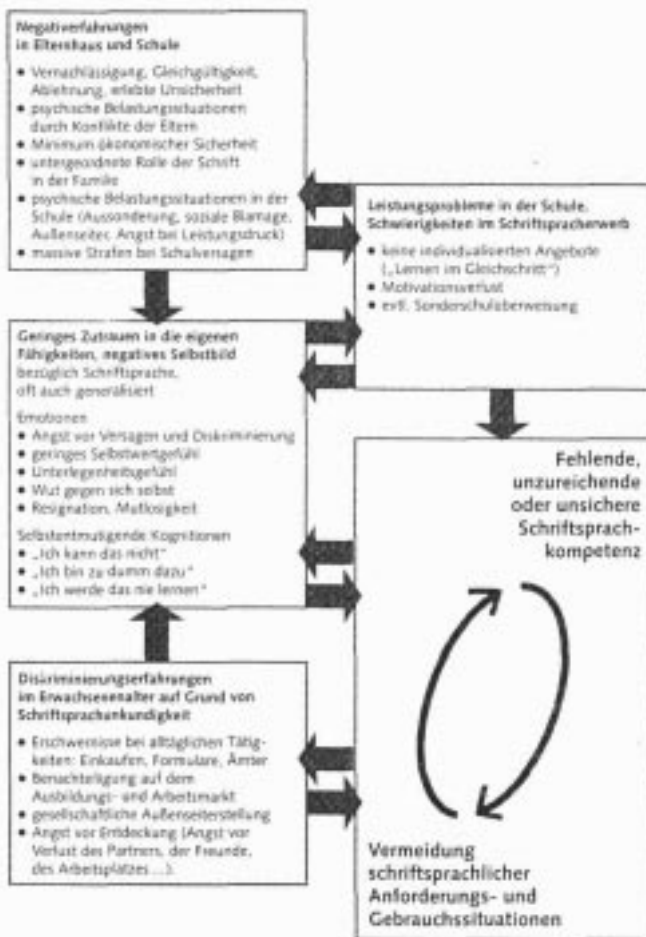 Negativerfahrungen
in Elternhaus und Schule
• Vernachlässigung, Gleichgültigkeit,
Ablehnung, erlebte Unsicherheit
• psychische Belastungssituationen
durch Konflikte der Eltern
• Minimum ökonomischer Sicherheit
• untergeordnete Rolle der Schrift
in der Familie
• psychische Belastungssituationen in der
Schule (Aussonderung, soziale Blamage,
Außenseiter, Angst bei Leistungsdruck)
• massive Strafen bei Schulversagen
Leistungsprobleme in der Schule,
Schwierigkeiten im Schriftspracherwerb
• keine individualisierten Angebote
(„Lernen im Gleichschritt“)
• Motivationsverlust
• evtl. Sonderschulüberweisung
Geringes Zutrauen in die eigenen
Fähigkeiten, negatives Selbstbild
bezüglich Schriftsprache,
oft auch generalisiert
Emotionen
• Angst vor Versagen und Diskriminierung
• geringes Selbstwertgefühl
• Unterlegenheitsgefühl
• Wut gegen sich selbst
• Resignation, Mutlosigkeit
Selbstentmutigende Kognitionen
• „Ich kann das nicht“
• „Ich bin zu dumm dazu“
• „Ich werde das nie lernen“
Fehlende,
unzureichende
oder unsichere
Schriftsprach-
kompetenz
Diskriminierungserfahrungen
im Erwachsenenalter auf Grund von
Schriftsprachunkundigkeit
• Erschwernisse bei alltäglichen Tätig-
keiten: Einkaufen, Formulare, Ämter
• Benachteiligung auf dem
Ausbildungs- und Arbeitsmarkt
• gesellschaftliche Außenseiterstellung
• Angst vor Entdeckung (Angst vor
Verlust des Partners, der Freunde,
des Arbeitsplatzes ...).
Vermeidung
schriftsprachlicher
Anforderungs- und
Gebrauchssituationen